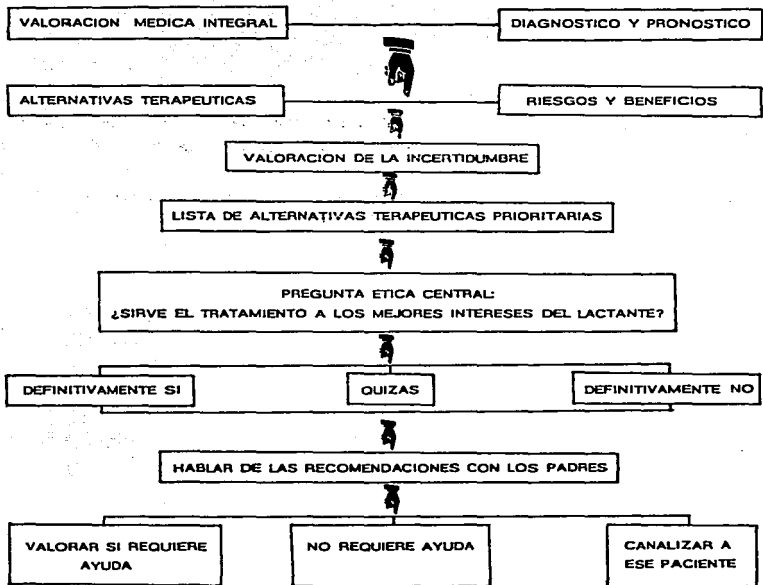 VALORACION MEDICA INTEGRAL
DIAGNOSTICO Y PRONOSTICO
ALTERNATIVAS TERAPEUTICAS
RIESGOS Y BENEFICIOS
VALORACION DE LA INCERTIDUMBRE
LISTA DE ALTERNATIVAS TERAPEUTICAS PRIORITARIAS
PREGUNTA ETICA CENTRAL:
¿SIRVE EL TRATAMIENTO A LOS MEJORES INTERESES DEL LACTANTE?
DEFINITIVAMENTE SI
QUIZAS
DEFINITIVAMENTE NO
HABLAR DE LAS RECOMENDACIONES CON LOS PADRES
VALORAR SI REQUIERE
AYUDA
NO REQUIERE AYUDA
CANALIZAR A
ESE PACIENTE